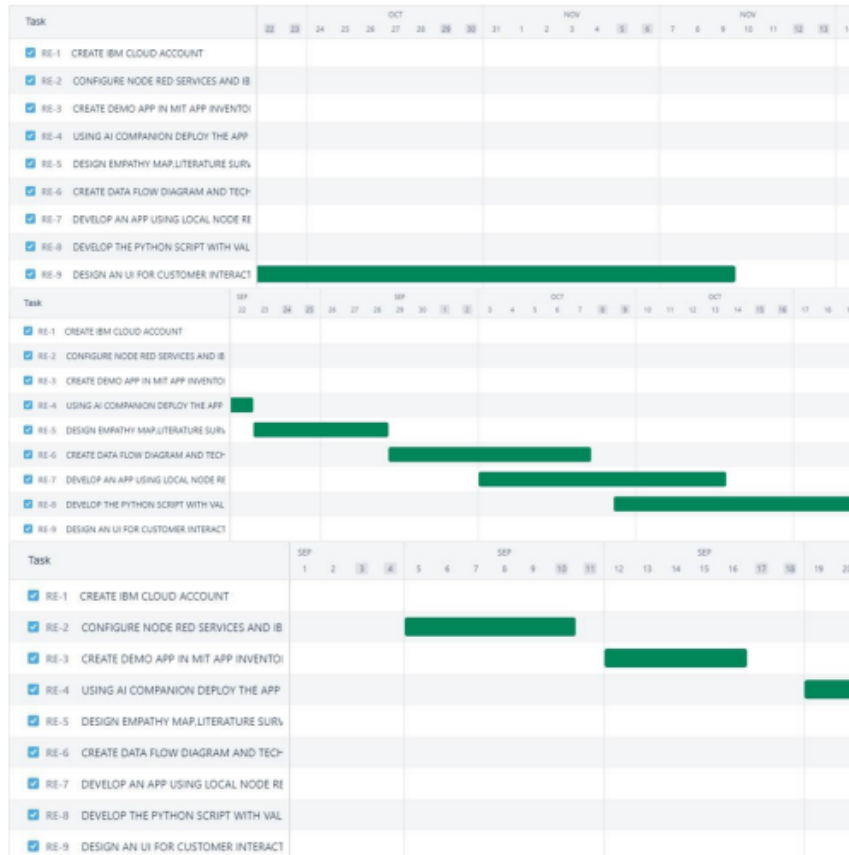 Task
OCT NOV NOV
22 23 24 25 26 27 28 29 30 31 1 2 3 4 5 6 7 8 9 10 11 12 13
RE-1 CREATE IBM CLOUD ACCOUNT
RE-2 CONFIGURE NODE RED SERVICES AND IB
RE-3 CREATE DEMO APP IN MIT APP INVENTO
RE-4 USING AI COMPANION DEPLOY THE APP
RE-5 DESIGN EMPATHY MAP,LITERATURE SURV
RE-6 CREATE DATA FLOW DIAGRAM AND TECH
RE-7 DEVELOP AN APP USING LOCAL NODE RE
RE-8 DEVELOP THE PYTHON SCRIPT WITH VAL
RE-9 DESIGN AN UI FOR CUSTOMER INTERACT
Task
SEP SEP OCT OCT
22 23 24 25 26 27 28 29 30 1 2 3 4 5 6 7 8 9 10 11 12 13 14 15 16 17 18
RE-1 CREATE IBM CLOUD ACCOUNT
RE-2 CONFIGURE NODE RED SERVICES AND IB
RE-3 CREATE DEMO APP IN MIT APP INVENTO
RE-4 USING AI COMPANION DEPLOY THE APP
RE-5 DESIGN EMPATHY MAP,LITERATURE SURV
RE-6 CREATE DATA FLOW DIAGRAM AND TECH
RE-7 DEVELOP AN APP USING LOCAL NODE RE
RE-8 DEVELOP THE PYTHON SCRIPT WITH VAL
RE-9 DESIGN AN UI FOR CUSTOMER INTERACT
Task
SEP SEP SEP
1 2 3 4 5 6 7 8 9 10 11 12 13 14 15 16 17 18 19 20
RE-1 CREATE IBM CLOUD ACCOUNT
RE-2 CONFIGURE NODE RED SERVICES AND IB
RE-3 CREATE DEMO APP IN MIT APP INVENTO
RE-4 USING AI COMPANION DEPLOY THE APP
RE-5 DESIGN EMPATHY MAP,LITERATURE SURV
RE-6 CREATE DATA FLOW DIAGRAM AND TECH
RE-7 DEVELOP AN APP USING LOCAL NODE RE
RE-8 DEVELOP THE PYTHON SCRIPT WITH VAL
RE-9 DESIGN AN UI FOR CUSTOMER INTERACT